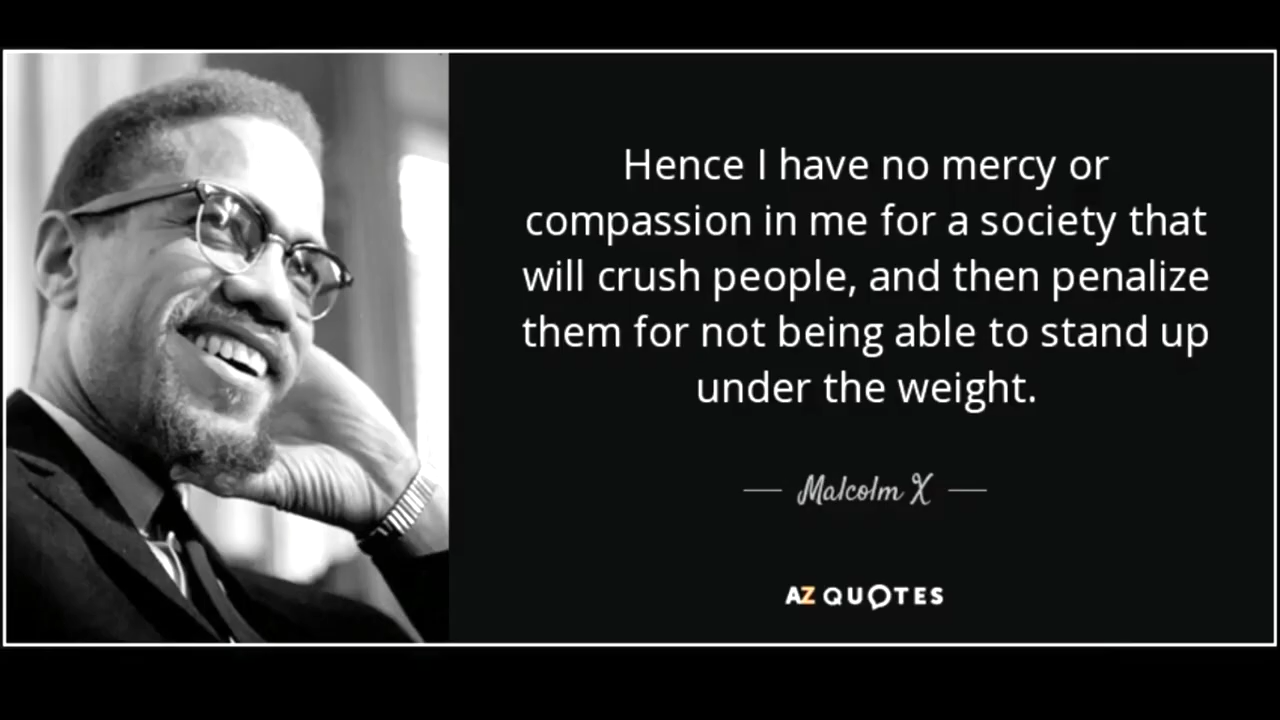 Hence I have no mercy or
compassion in me for a society that
will crush people, and then penalize
them for not being able to stand up
under the weight.
Malcolm X
AZ QUOTES